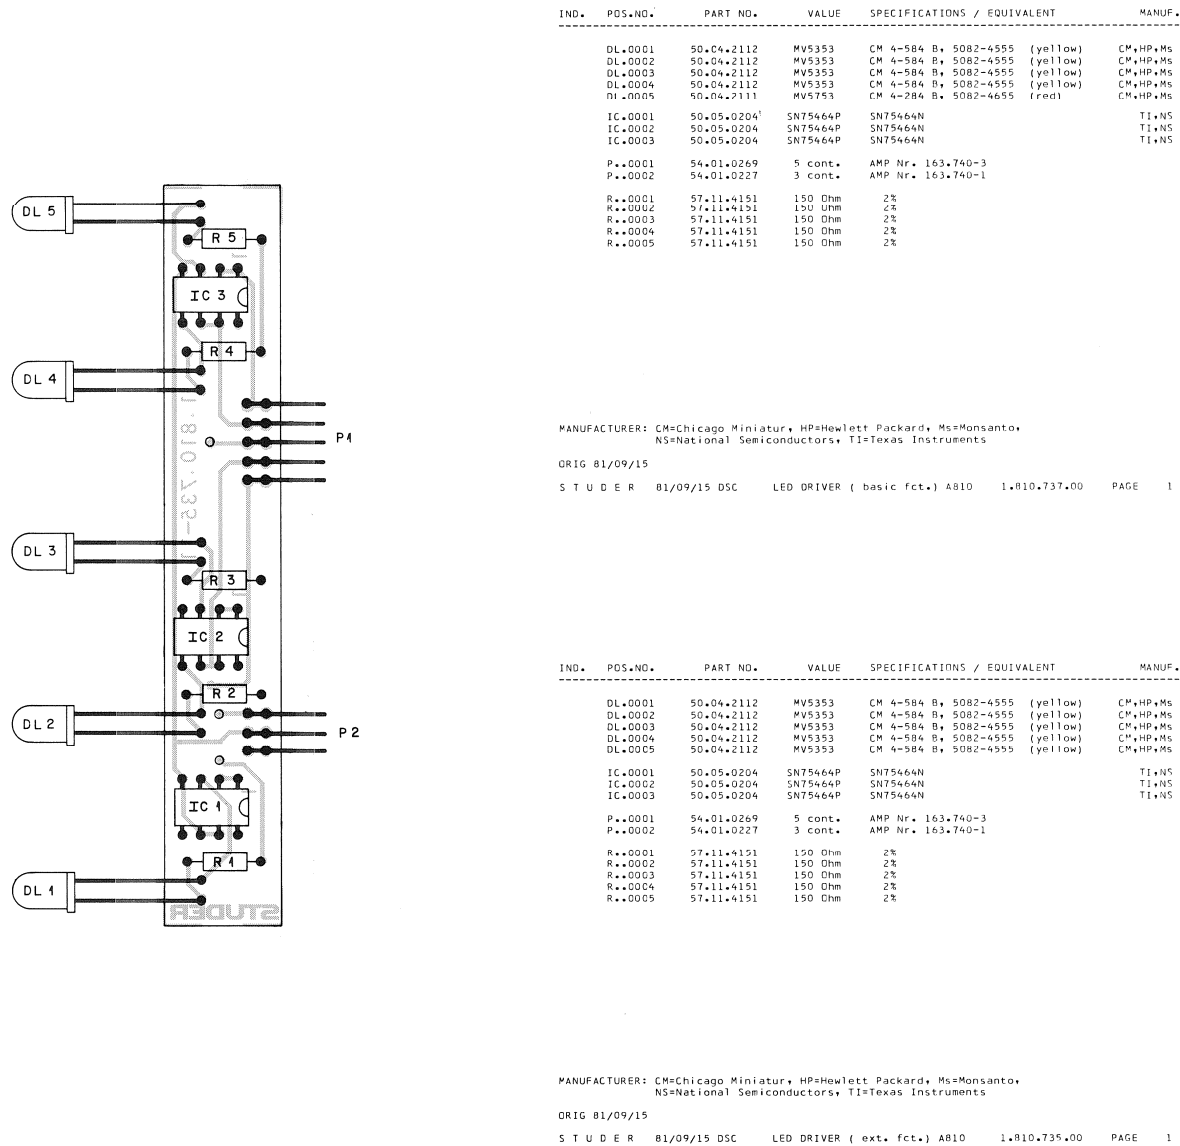 DL 5
R 5
IC 3
R 4
DL 4
P1
1.810.735-
DL 3
R 3
IC 2
R 2
DL 2
P2
IC 1
R 1
DL 1
STUDER
IND. POS.NO. PART NO. VALUE SPECIFICATIONS / EQUIVALENT MANUF.
DL.0001 50.04.2112 MV5353 CM 4-584 B, 5082-4555 (yellow) CM,HP,Ms
DL.0002 50.04.2112 MV5353 CM 4-584 B, 5082-4555 (yellow) CM,HP,Ms
DL.0003 50.04.2112 MV5353 CM 4-584 B, 5082-4555 (yellow) CM,HP,Ms
DL.0004 50.04.2112 MV5353 CM 4-584 B, 5082-4555 (yellow) CM,HP,Ms
DL.0005 50.04.2111 MV5753 CM 4-284 B, 5082-4655 (red) CM,HP,Ms
IC.0001 50.05.0204 SN75464P SN75464N TI,NS
IC.0002 50.05.0204 SN75464P SN75464N TI,NS
IC.0003 50.05.0204 SN75464P SN75464N TI,NS
P..0001 54.01.0269 5 cont. AMP Nr. 163.740-3
P..0002 54.01.0227 3 cont. AMP Nr. 163.740-1
R..0001 57.11.4151 150 Ohm 2%
R..0002 57.11.4151 150 Ohm 2%
R..0003 57.11.4151 150 Ohm 2%
R..0004 57.11.4151 150 Ohm 2%
R..0005 57.11.4151 150 Ohm 2%
MANUFACTURER: CM=Chicago Miniatur, HP=Hewlett Packard, Ms=Monsanto,
NS=National Semiconductors, TI=Texas Instruments
ORIG 81/09/15
S T U D E R 81/09/15 DSC LED DRIVER ( basic fct.) A810 1.810.737.00 PAGE 1
IND. POS.NO. PART NO. VALUE SPECIFICATIONS / EQUIVALENT MANUF.
DL.0001 50.04.2112 MV5353 CM 4-584 B, 5082-4555 (yellow) CM,HP,Ms
DL.0002 50.04.2112 MV5353 CM 4-584 B, 5082-4555 (yellow) CM,HP,Ms
DL.0003 50.04.2112 MV5353 CM 4-584 B, 5082-4555 (yellow) CM,HP,Ms
DL.0004 50.04.2112 MV5353 CM 4-584 B, 5082-4555 (yellow) CM,HP,Ms
DL.0005 50.04.2112 MV5353 CM 4-584 B, 5082-4555 (yellow) CM,HP,Ms
IC.0001 50.05.0204 SN75464P SN75464N TI,NS
IC.0002 50.05.0204 SN75464P SN75464N TI,NS
IC.0003 50.05.0204 SN75464P SN75464N TI,NS
P..0001 54.01.0269 5 cont. AMP Nr. 163.740-3
P..0002 54.01.0227 3 cont. AMP Nr. 163.740-1
R..0001 57.11.4151 150 Ohm 2%
R..0002 57.11.4151 150 Ohm 2%
R..0003 57.11.4151 150 Ohm 2%
R..0004 57.11.4151 150 Ohm 2%
R..0005 57.11.4151 150 Ohm 2%
MANUFACTURER: CM=Chicago Miniatur, HP=Hewlett Packard, Ms=Monsanto,
NS=National Semiconductors, TI=Texas Instruments
ORIG 81/09/15
S T U D E R 81/09/15 DSC LED DRIVER ( ext. fct.) A810 1.810.735.00 PAGE 1